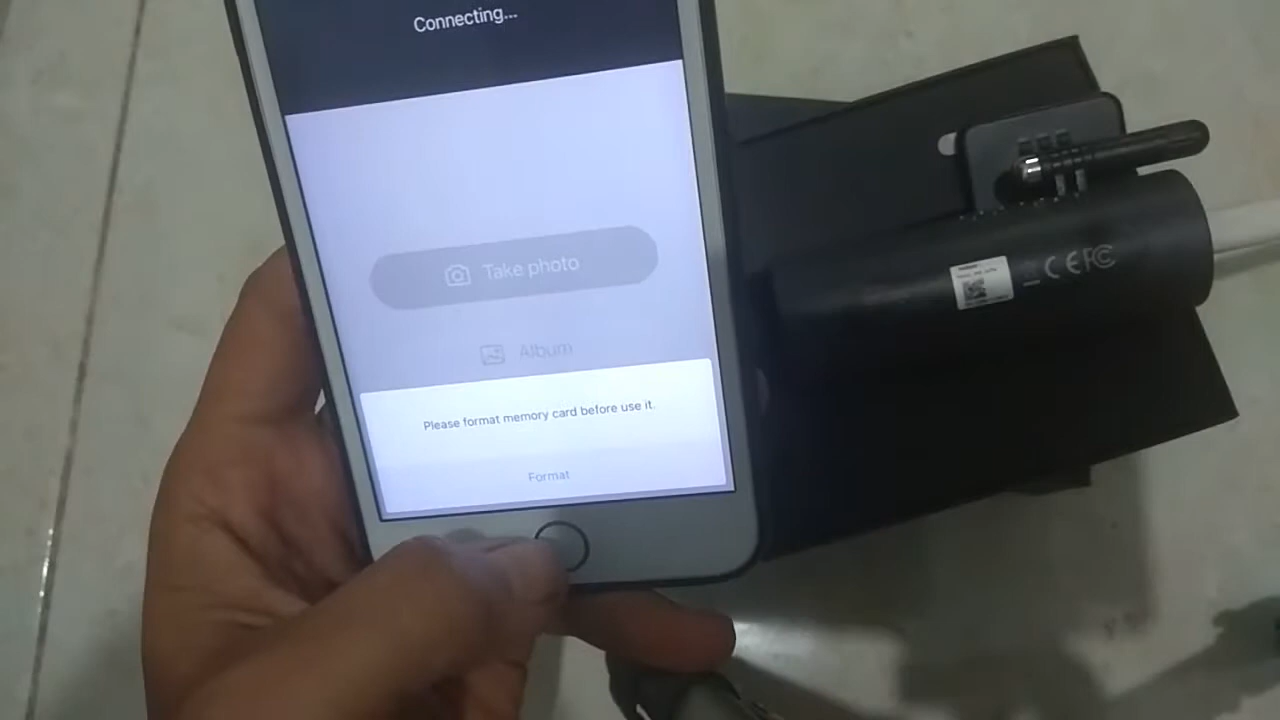 Connecting...
Take photo
Album
Please format memory card before use it.
Format
CE FC